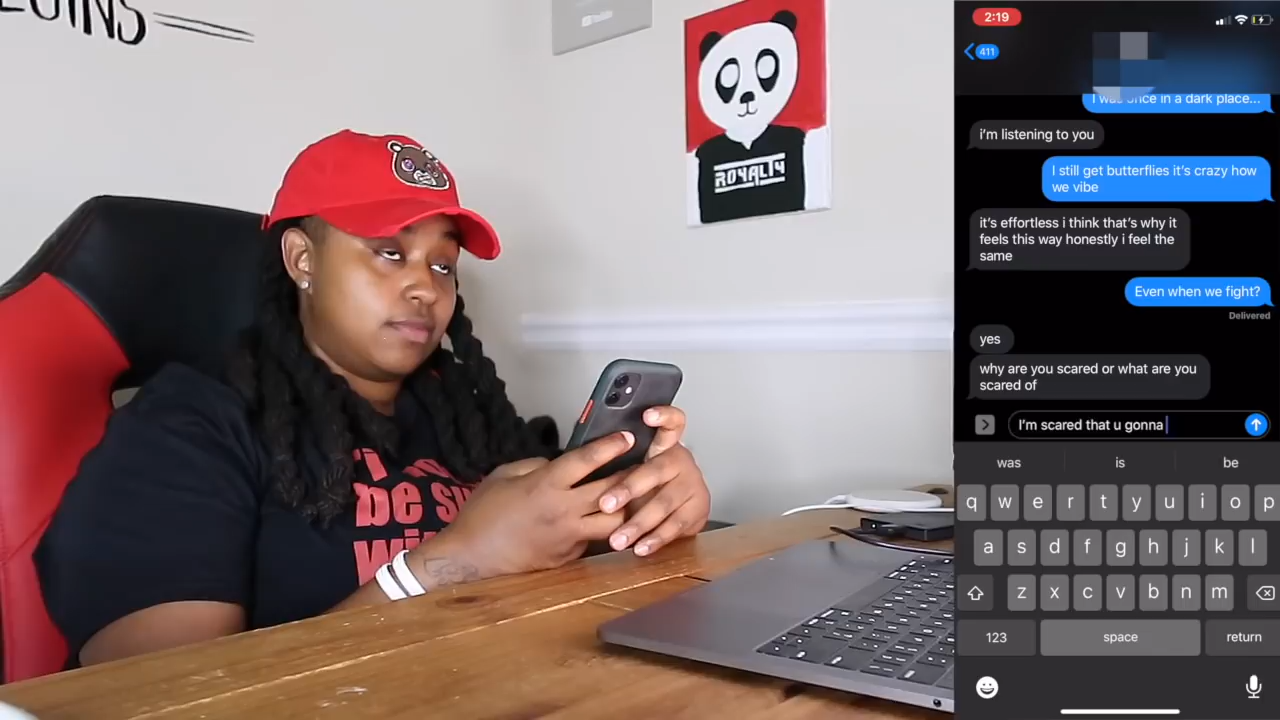 2:19
411
I was once in a dark place...
i'm listening to you
I still get butterflies it's crazy how
we vibe
it's effortless i think that's why it
feels this way honestly i feel the
same
Even when we fight?
Delivered
yes
why are you scared or what are you
scared of
I'm scared that u gonna
was is be
q w e r t y u i o p
a s d f g h j k l
z x c v b n m
123 space return
ROYALTY
be